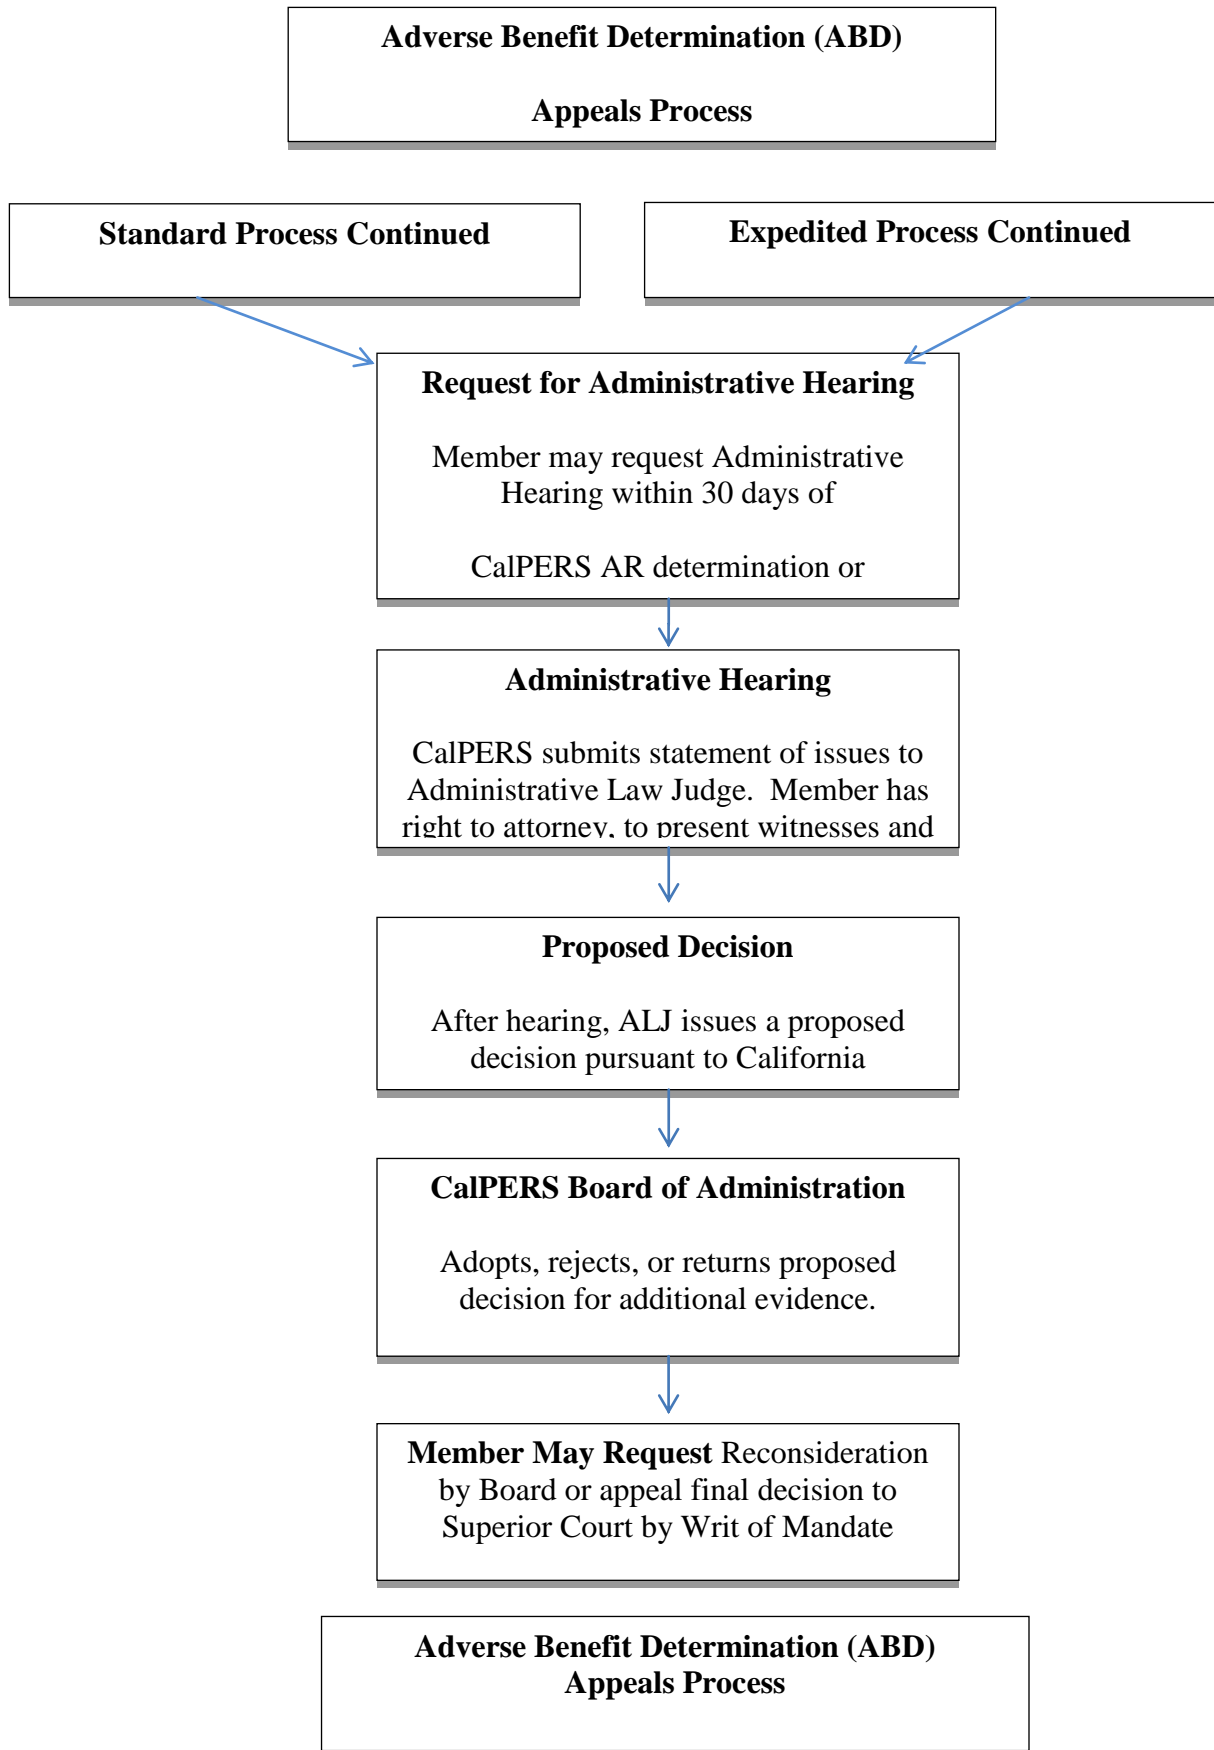 Adverse Benefit Determination (ABD)
Appeals Process
Standard Process Continued
Expedited Process Continued
Request for Administrative Hearing
Member may request Administrative
Hearing within 30 days of
CalPERS AR determination or
Administrative Hearing
CalPERS submits statement of issues to
Administrative Law Judge.  Member has
right to attorney, to present witnesses and
Proposed Decision
After hearing, ALJ issues a proposed
decision pursuant to California
CalPERS Board of Administration
Adopts, rejects, or returns proposed
decision for additional evidence.
Member May Request Reconsideration
by Board or appeal final decision to
Superior Court by Writ of Mandate
Adverse Benefit Determination (ABD)
Appeals Process